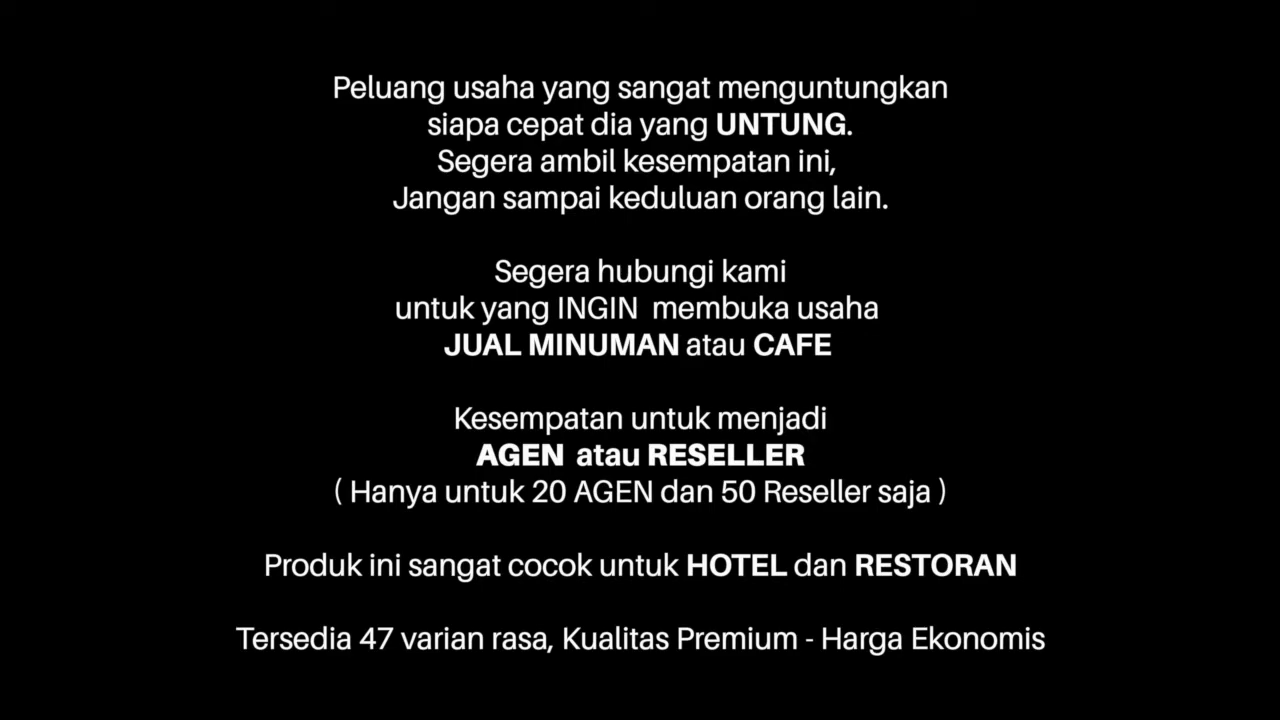 Peluang usaha yang sangat menguntungkan
siapa cepat dia yang UNTUNG.
Segera ambil kesempatan ini,
Jangan sampai keduluan orang lain.
Segera hubungi kami
untuk yang INGIN membuka usaha
JUAL MINUMAN atau CAFE
Kesempatan untuk menjadi
AGEN atau RESELLER
( Hanya untuk 20 AGEN dan 50 Reseller saja )
Produk ini sangat cocok untuk HOTEL dan RESTORAN
Tersedia 47 varian rasa, Kualitas Premium - Harga Ekonomis